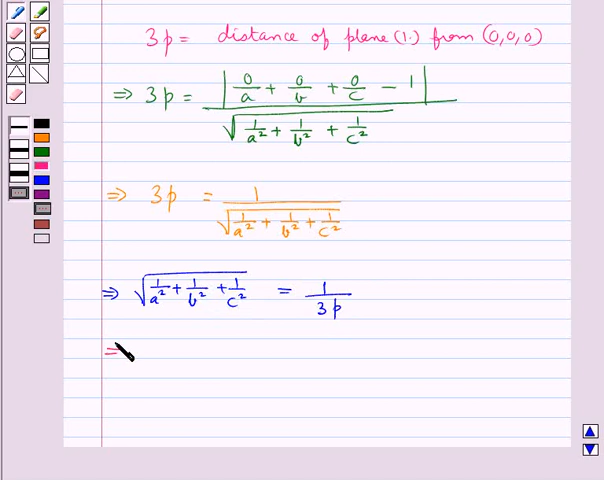 3p = distance of plane (1.) from (0,0,0)
⇒ 3p = |0/a + 0/b + 0/c - 1| / √(1/a² + 1/b² + 1/c²)
⇒ 3p = 1 / √(1/a² + 1/b² + 1/c²)
⇒ √(1/a² + 1/b² + 1/c²) = 1/3p
=